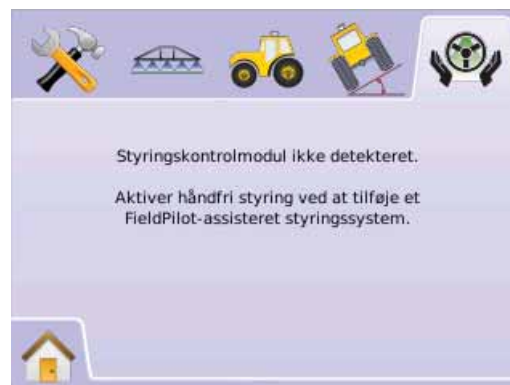 Styringskontrolmodul ikke detekteret.
Aktiver håndfri styring ved at tilføje et
FieldPilot-assisteret styringssystem.